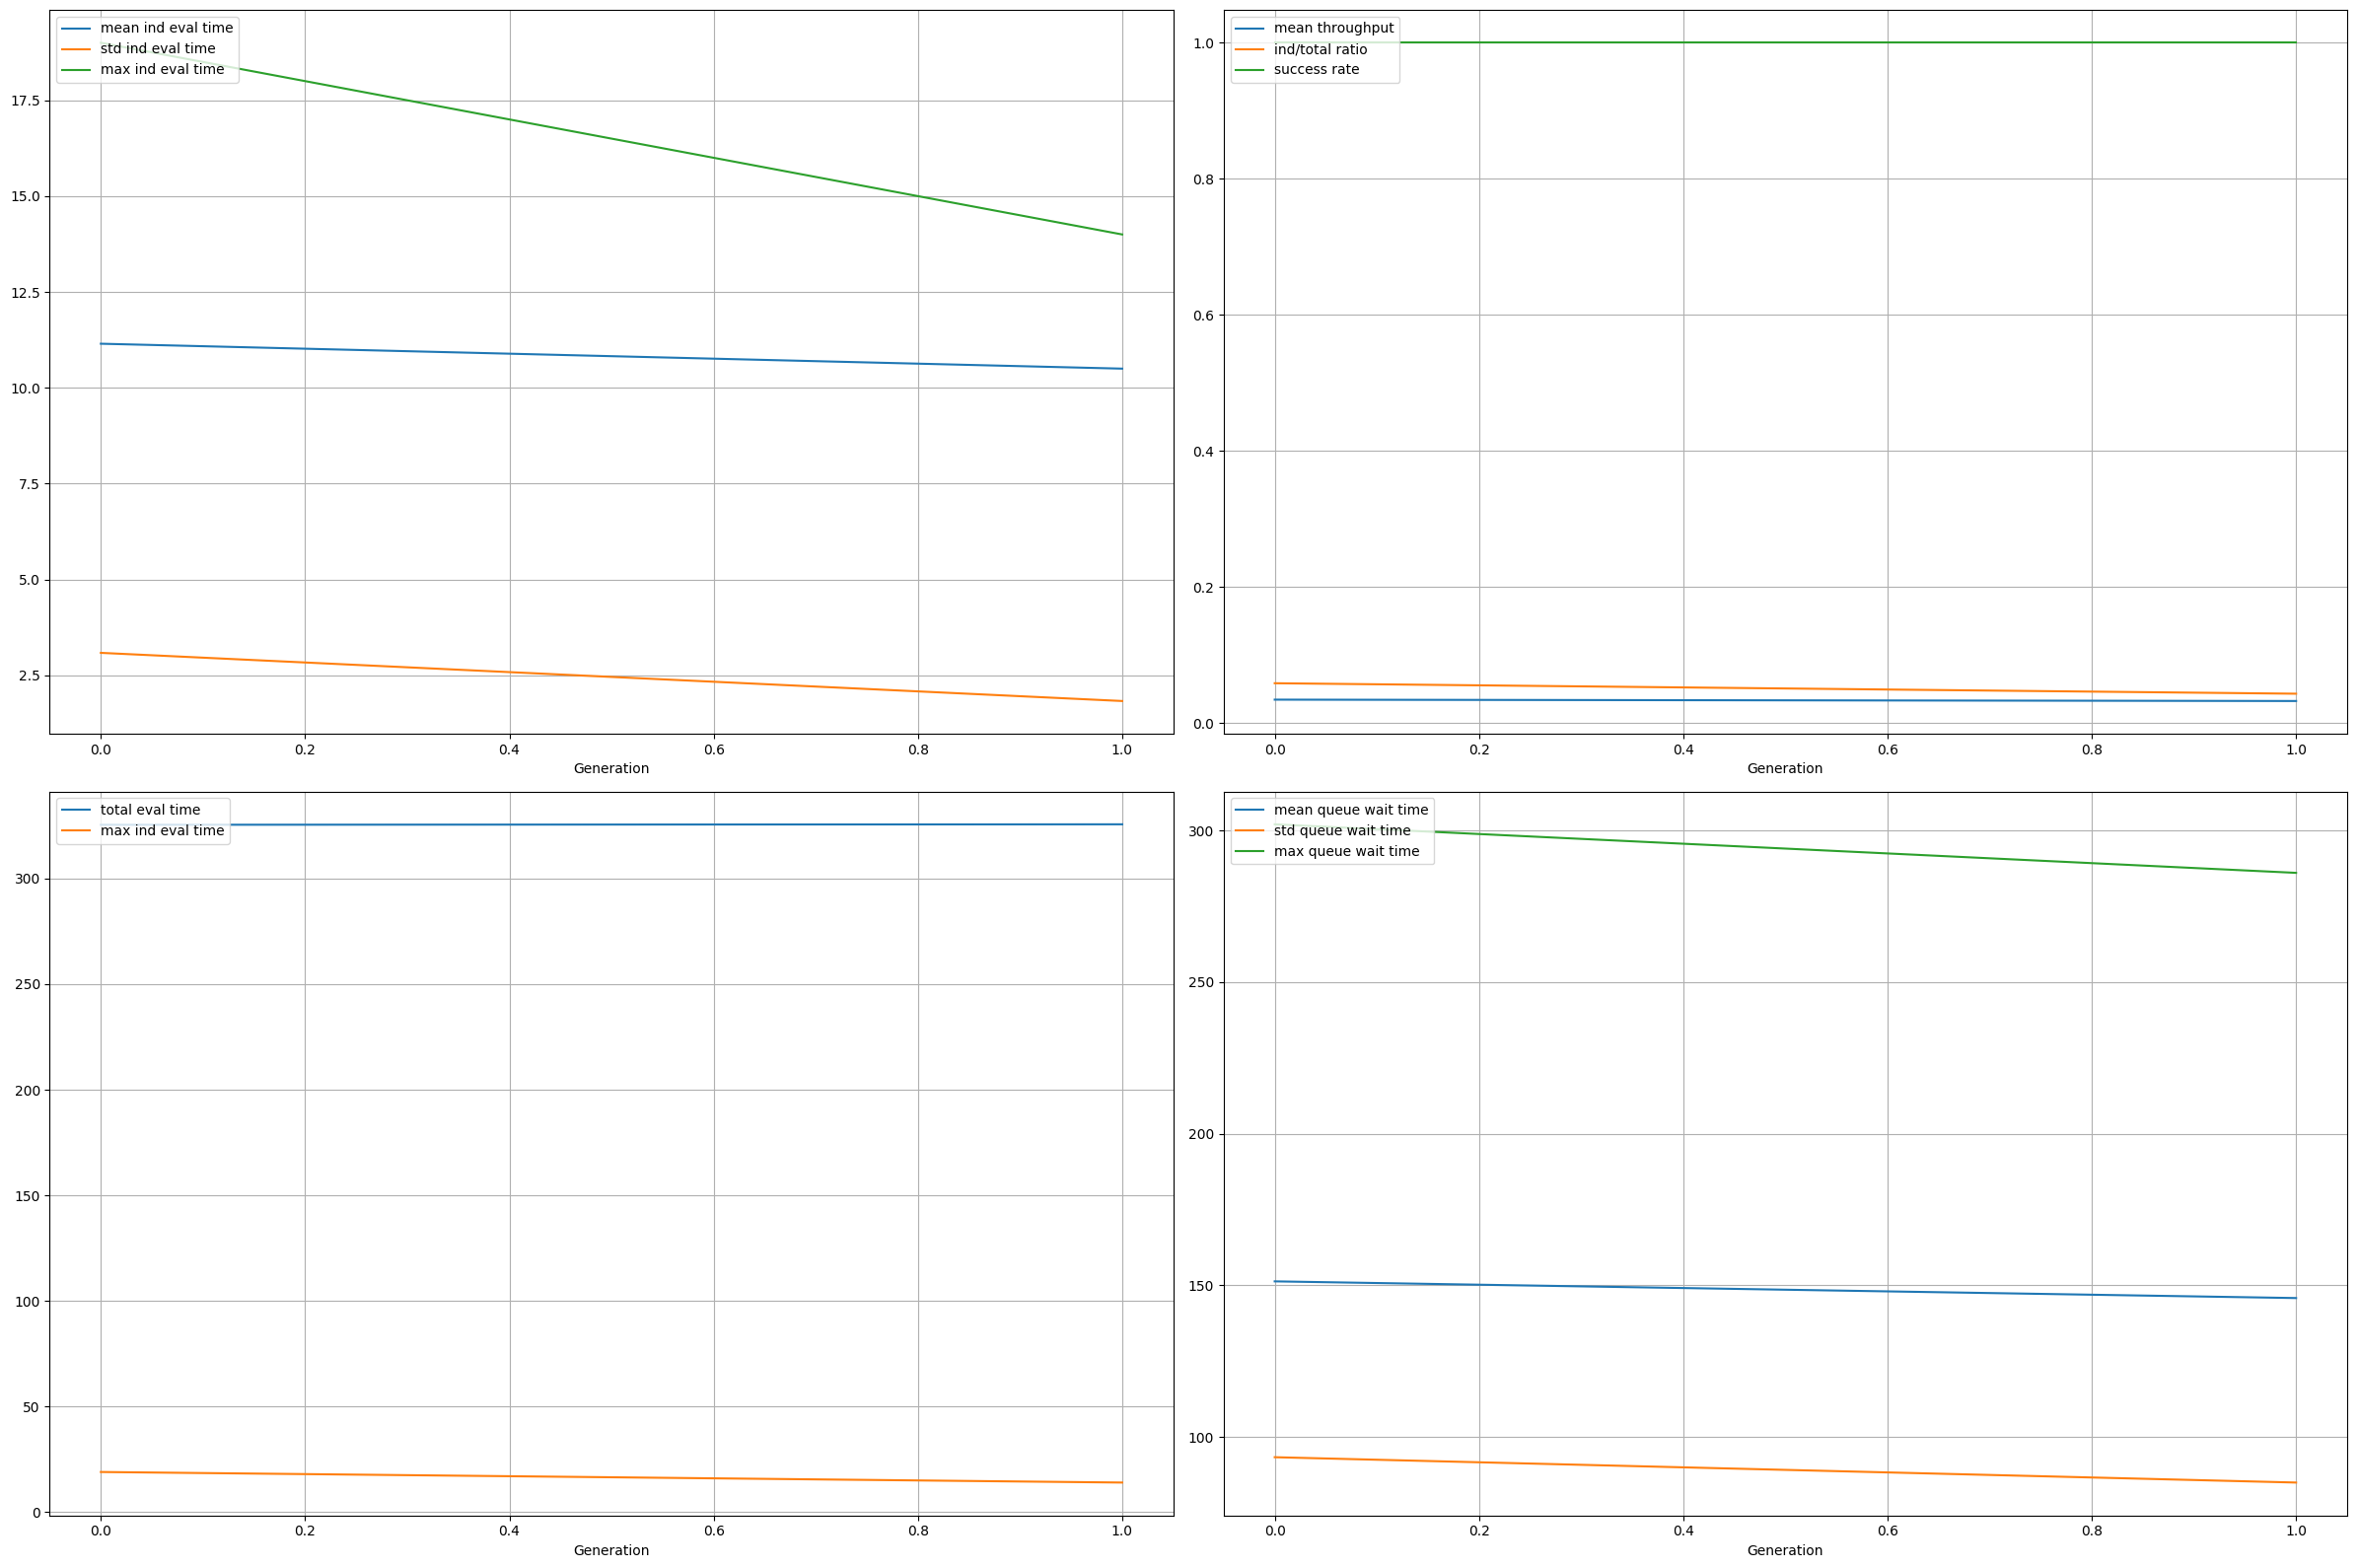 mean ind eval time
std ind eval time
max ind eval time
17.5
15.0
12.5
10.0
7.5
5.0
2.5
0.0 0.2 0.4 0.6 0.8 1.0
Generation
mean throughput
ind/total ratio
success rate
1.0
0.8
0.6
0.4
0.2
0.0
0.0 0.2 0.4 0.6 0.8 1.0
Generation
total eval time
max ind eval time
300
250
200
150
100
50
0
0.0 0.2 0.4 0.6 0.8 1.0
Generation
mean queue wait time
std queue wait time
max queue wait time
300
250
200
150
100
0.0 0.2 0.4 0.6 0.8 1.0
Generation